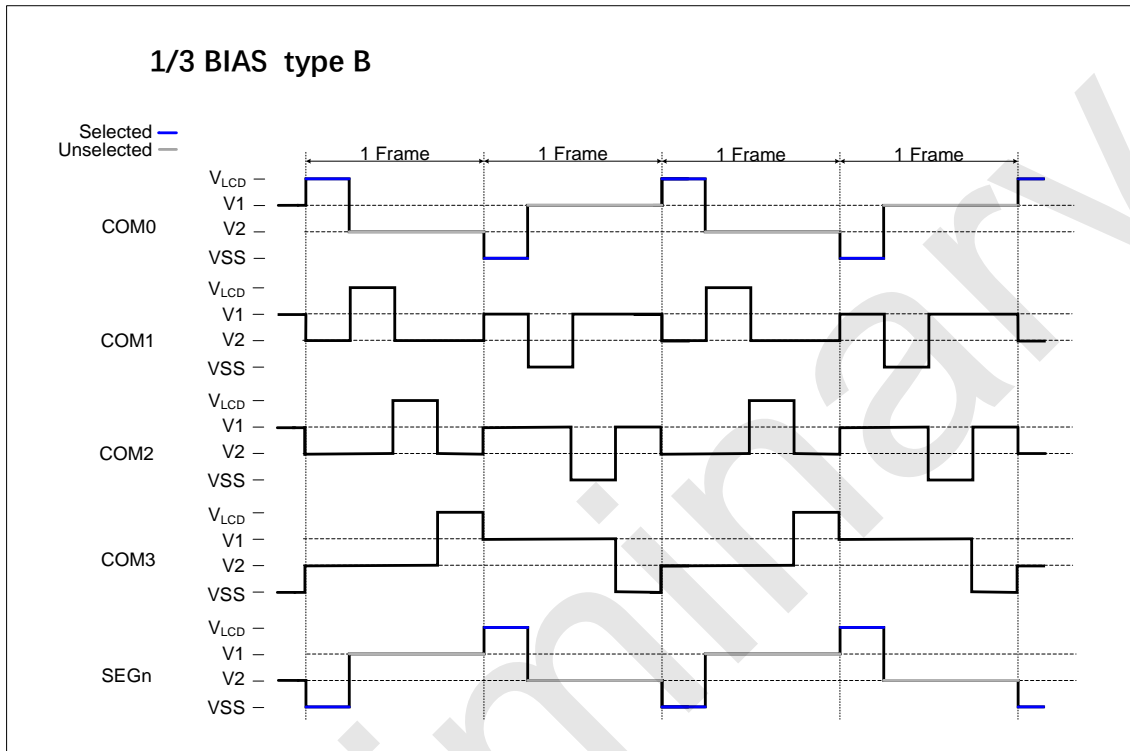 1/3 BIAS type B
Selected
Unselected
1 Frame 1 Frame 1 Frame 1 Frame
VLCD
V1
COM0
V2
VSS
VLCD
V1
COM1
V2
VSS
VLCD
V1
COM2
V2
VSS
VLCD
V1
COM3
V2
VSS
VLCD
V1
SEGn
V2
VSS